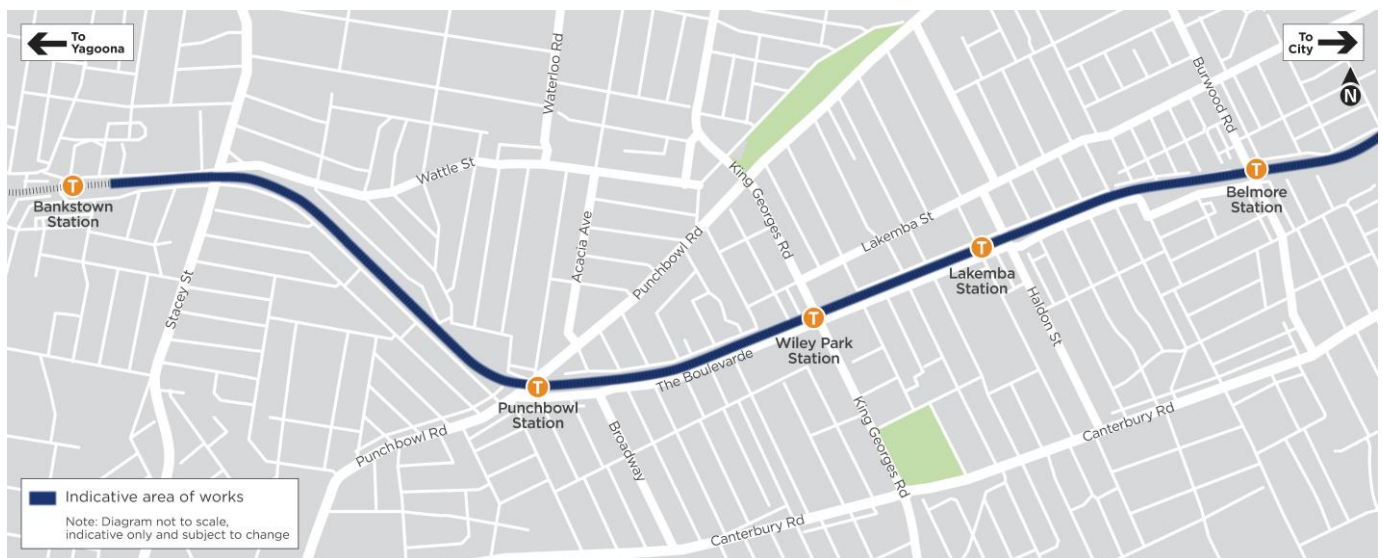 To
Yagoona
To
City
N
Waterloo Rd
Burwood Rd
Wattle St
King Georges Rd
T
Bankstown
Station
T
Belmore
Station
Acacia Ave
Punchbowl Rd
Lakemba St
T
Lakemba
Station
Stacey St
Haldon St
T
Wiley Park
Station
The Boulevarde
T
Punchbowl
Station
Punchbowl Rd
Broadway
King Georges Rd
Canterbury Rd
Canterbury Rd
Indicative area of works
Note: Diagram not to scale,
indicative only and subject to change